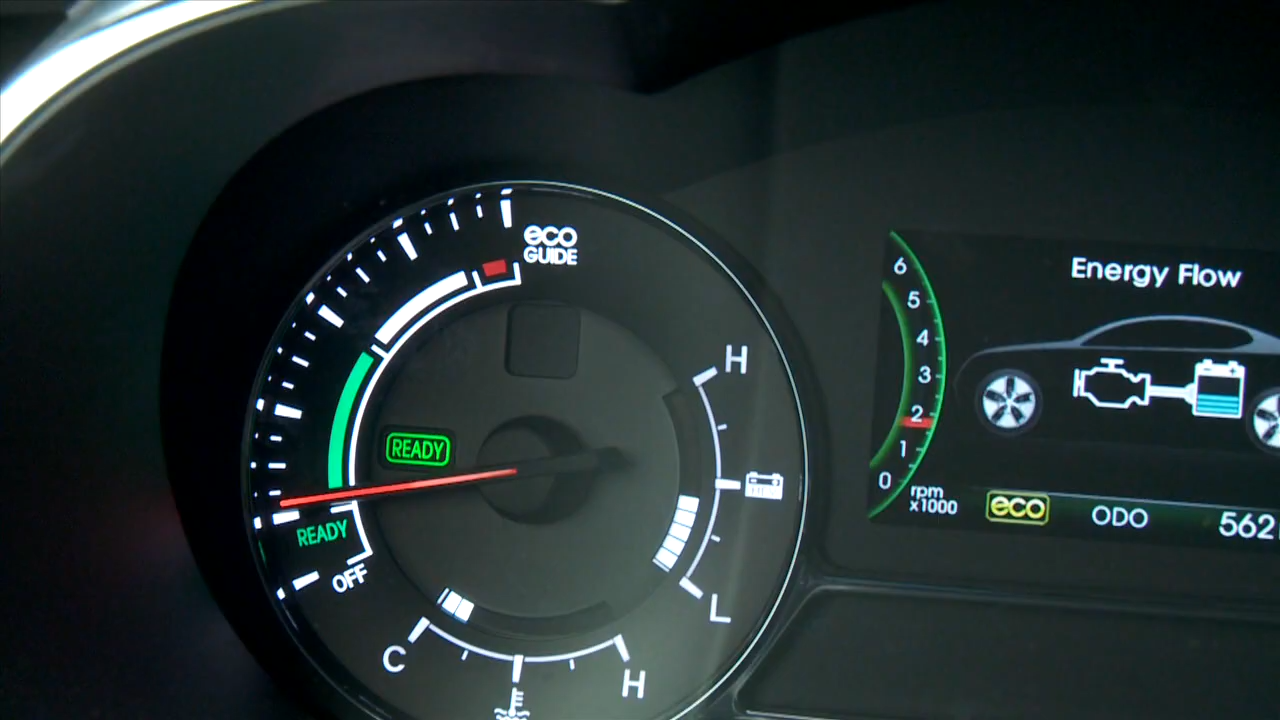 eco
GUIDE
READY
READY
OFF
C
E
H
H
L
6
5
4
3
2
1
0
rpm
x1000
Energy Flow
eco
ODO
562